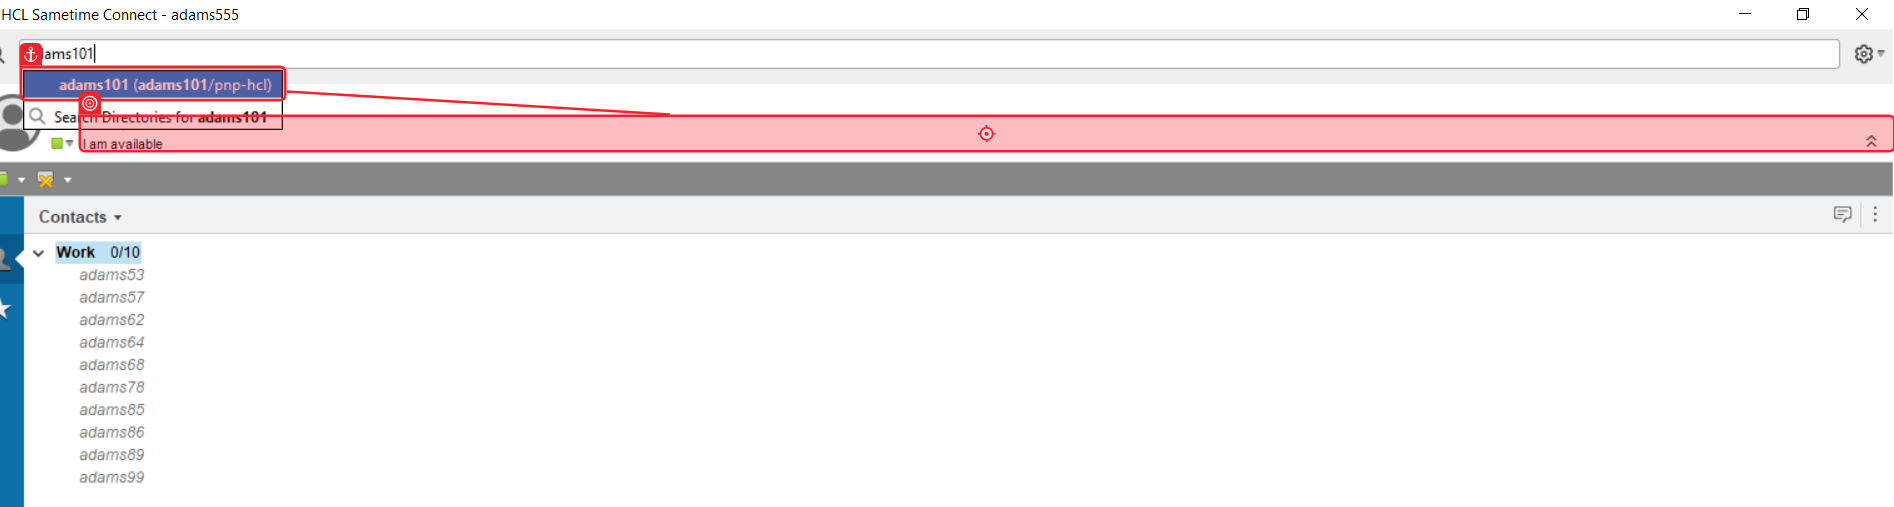 HCL Sametime Connect - adams555
dams101
adams101 (adams101/pnp-hcl)
Search Directories for adams101
I am available
Contacts
Work 0/10
adams53
adams57
adams62
adams64
adams68
adams78
adams85
adams86
adams89
adams99